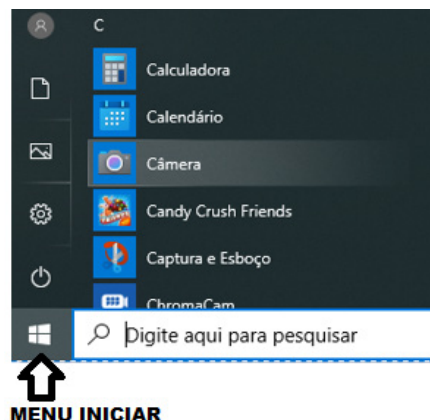 C
Calculadora
Calendário
Câmera
Candy Crush Friends
Captura e Esboço
ChromaCam
Digite aqui para pesquisar
MENU INICIAR